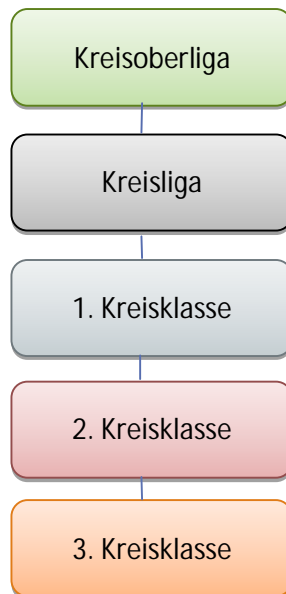 Kreisoberliga
Kreisliga
1. Kreisklasse
2. Kreisklasse
3. Kreisklasse